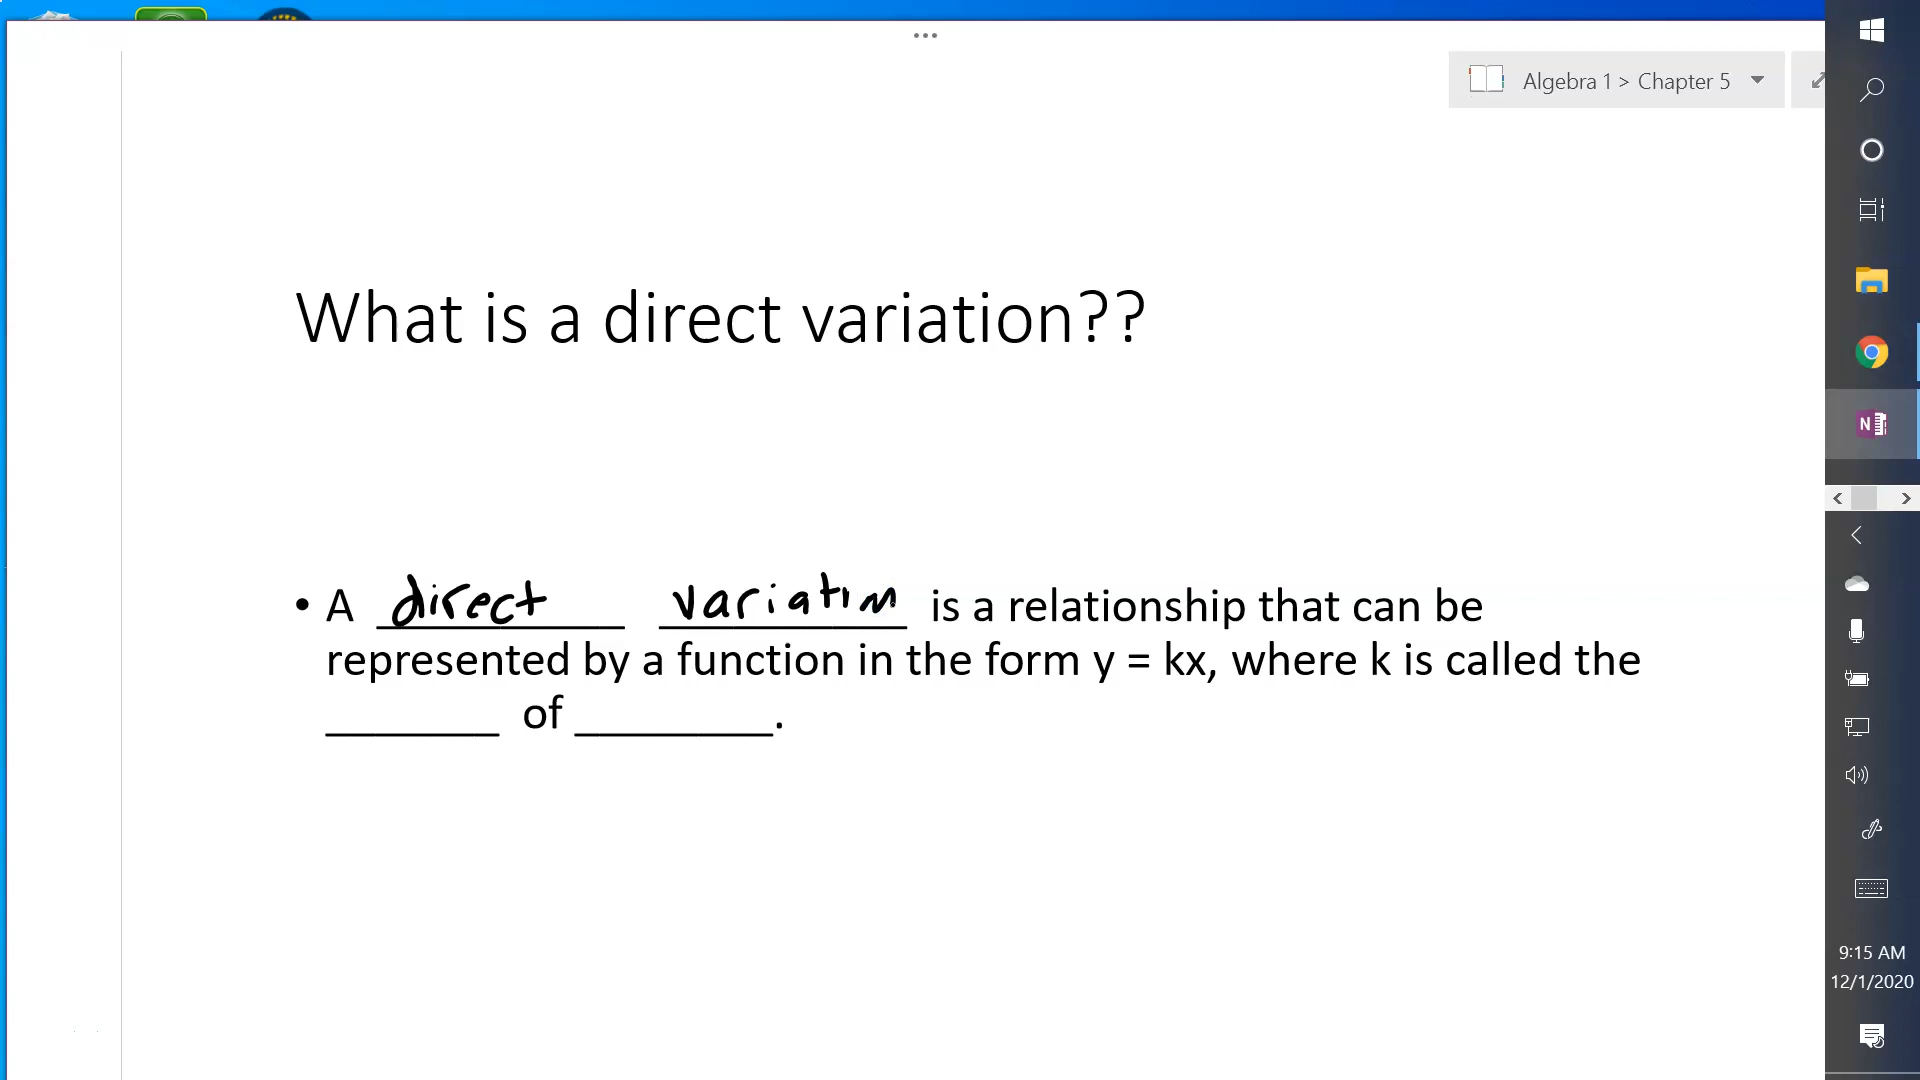 Algebra 1 > Chapter 5
What is a direct variation??
• A direct variation is a relationship that can be
represented by a function in the form y = kx, where k is called the
________ of _________.
9:15 AM
12/1/2020